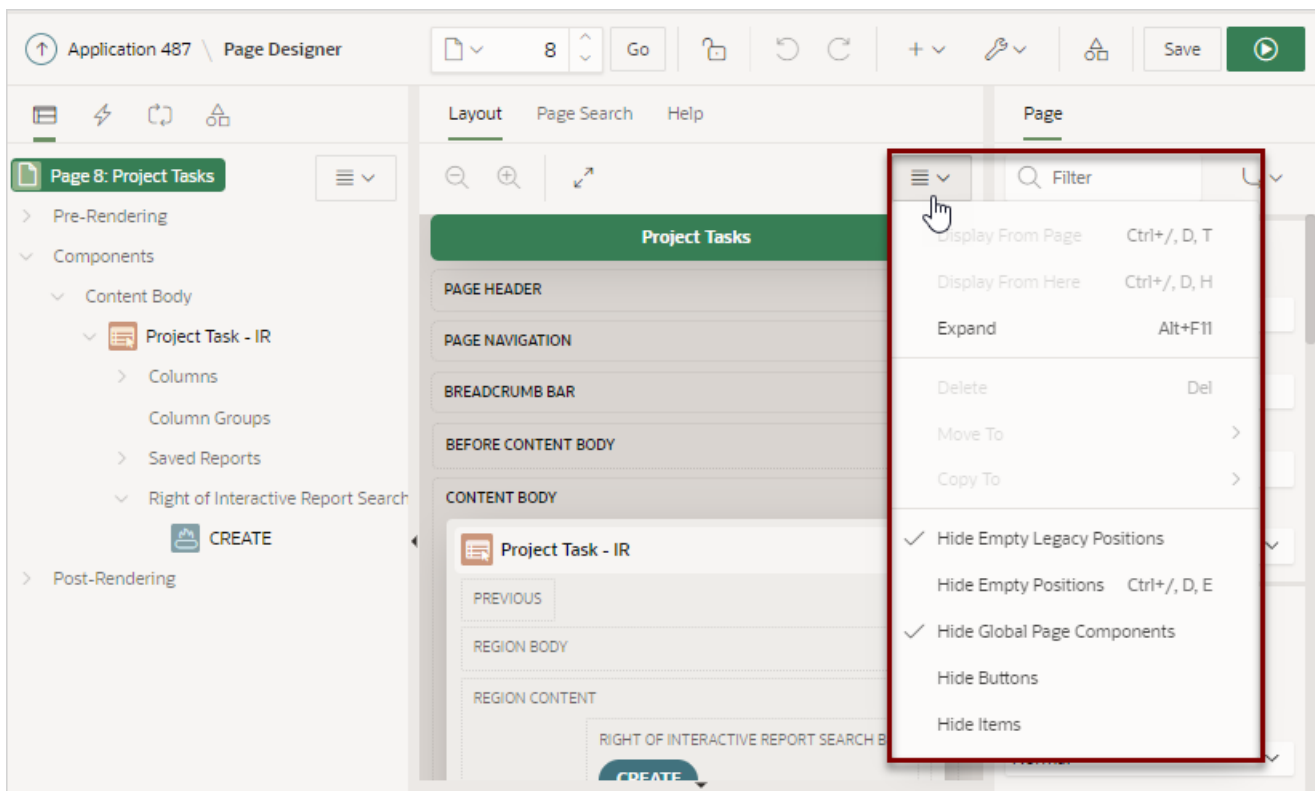 Application 487 \ Page Designer
8
Go
Save
Layout
Page Search
Help
Page
Page 8: Project Tasks
Pre-Rendering
Components
Content Body
Project Task - IR
Columns
Column Groups
Saved Reports
Right of Interactive Report Search
CREATE
Post-Rendering
Project Tasks
PAGE HEADER
PAGE NAVIGATION
BREADCRUMB BAR
BEFORE CONTENT BODY
CONTENT BODY
Project Task - IR
PREVIOUS
REGION BODY
REGION CONTENT
RIGHT OF INTERACTIVE REPORT SEARCH B
CREATE
Filter
Display From Page Ctrl+/, D, T
Display From Here Ctrl+/, D, H
Expand Alt+F11
Delete Del
Move To
Copy To
Hide Empty Legacy Positions
Hide Empty Positions Ctrl+/, D, E
Hide Global Page Components
Hide Buttons
Hide Items